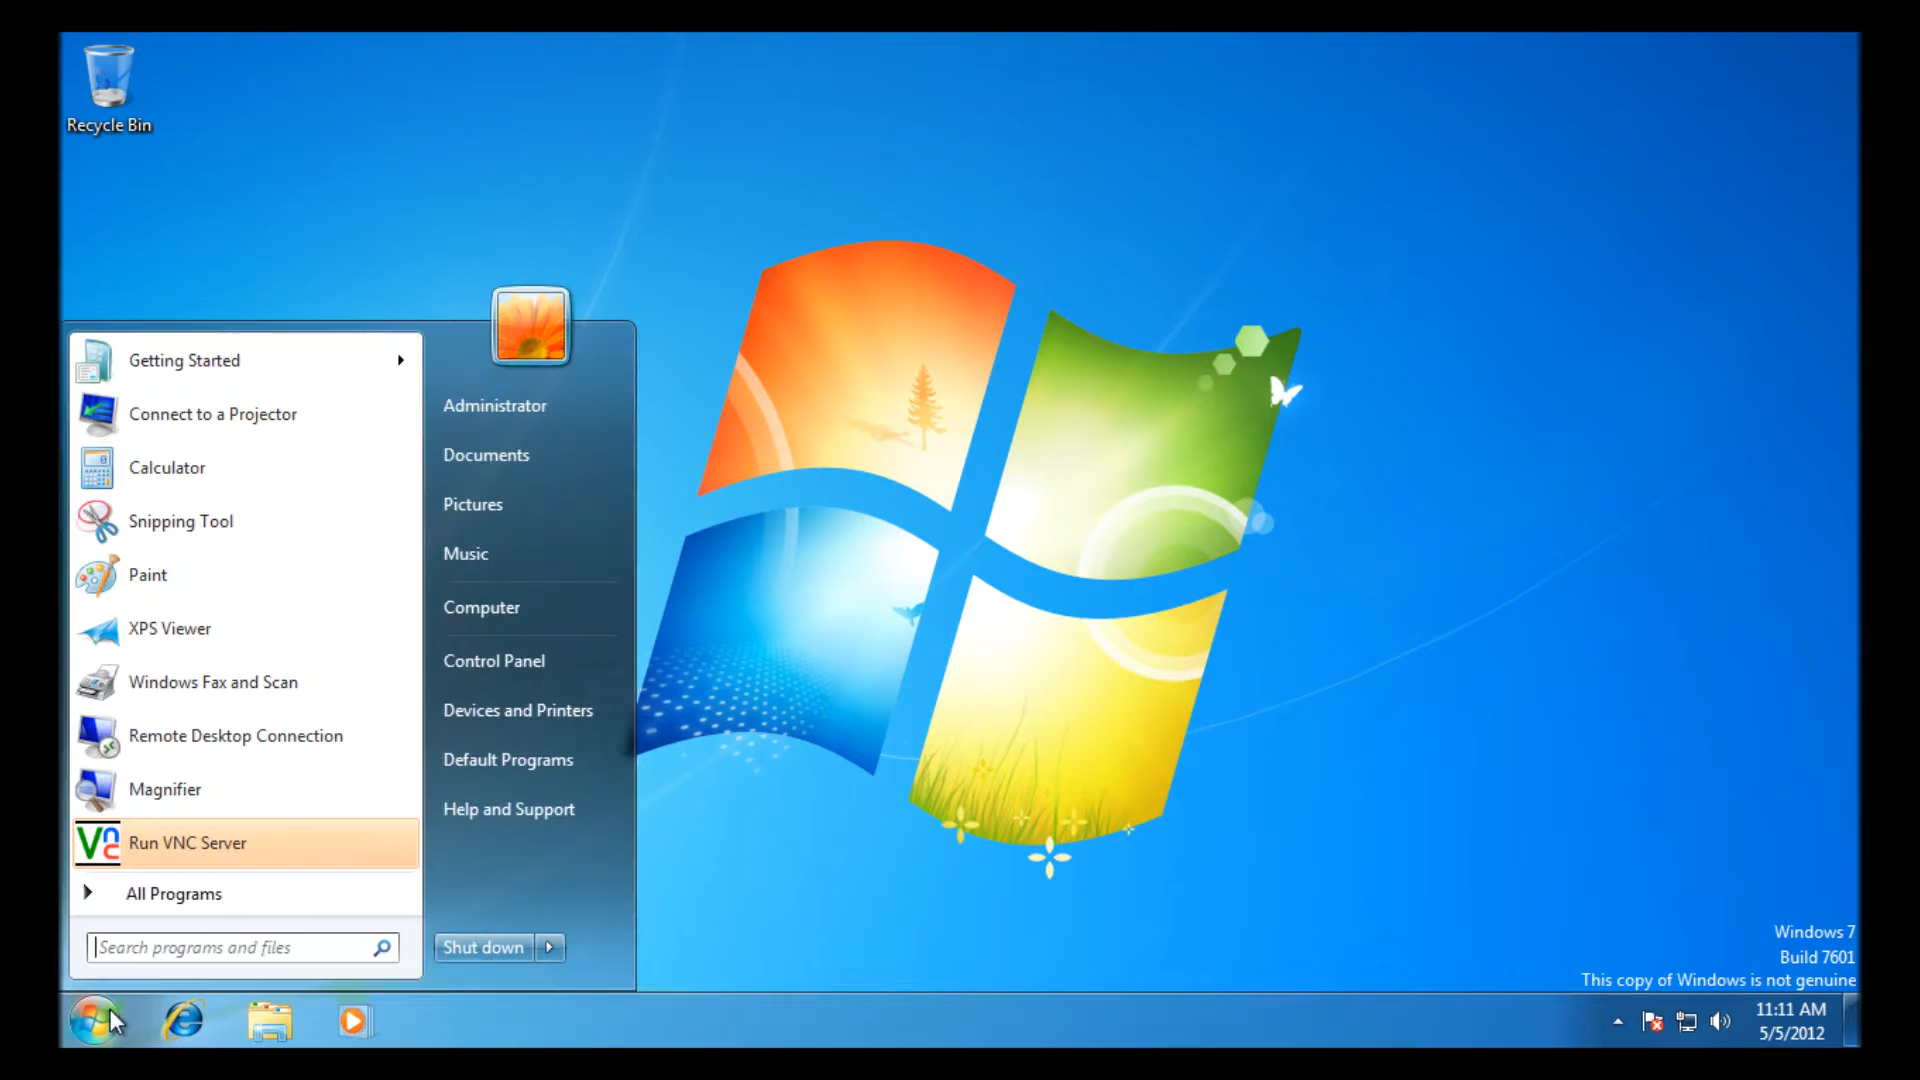 Recycle Bin
Getting Started
Connect to a Projector
Calculator
Snipping Tool
Paint
XPS Viewer
Windows Fax and Scan
Remote Desktop Connection
Magnifier
Run VNC Server
All Programs
Search programs and files
Administrator
Documents
Pictures
Music
Computer
Control Panel
Devices and Printers
Default Programs
Help and Support
Shut down
Windows 7
Build 7601
This copy of Windows is not genuine
11:11 AM
5/5/2012